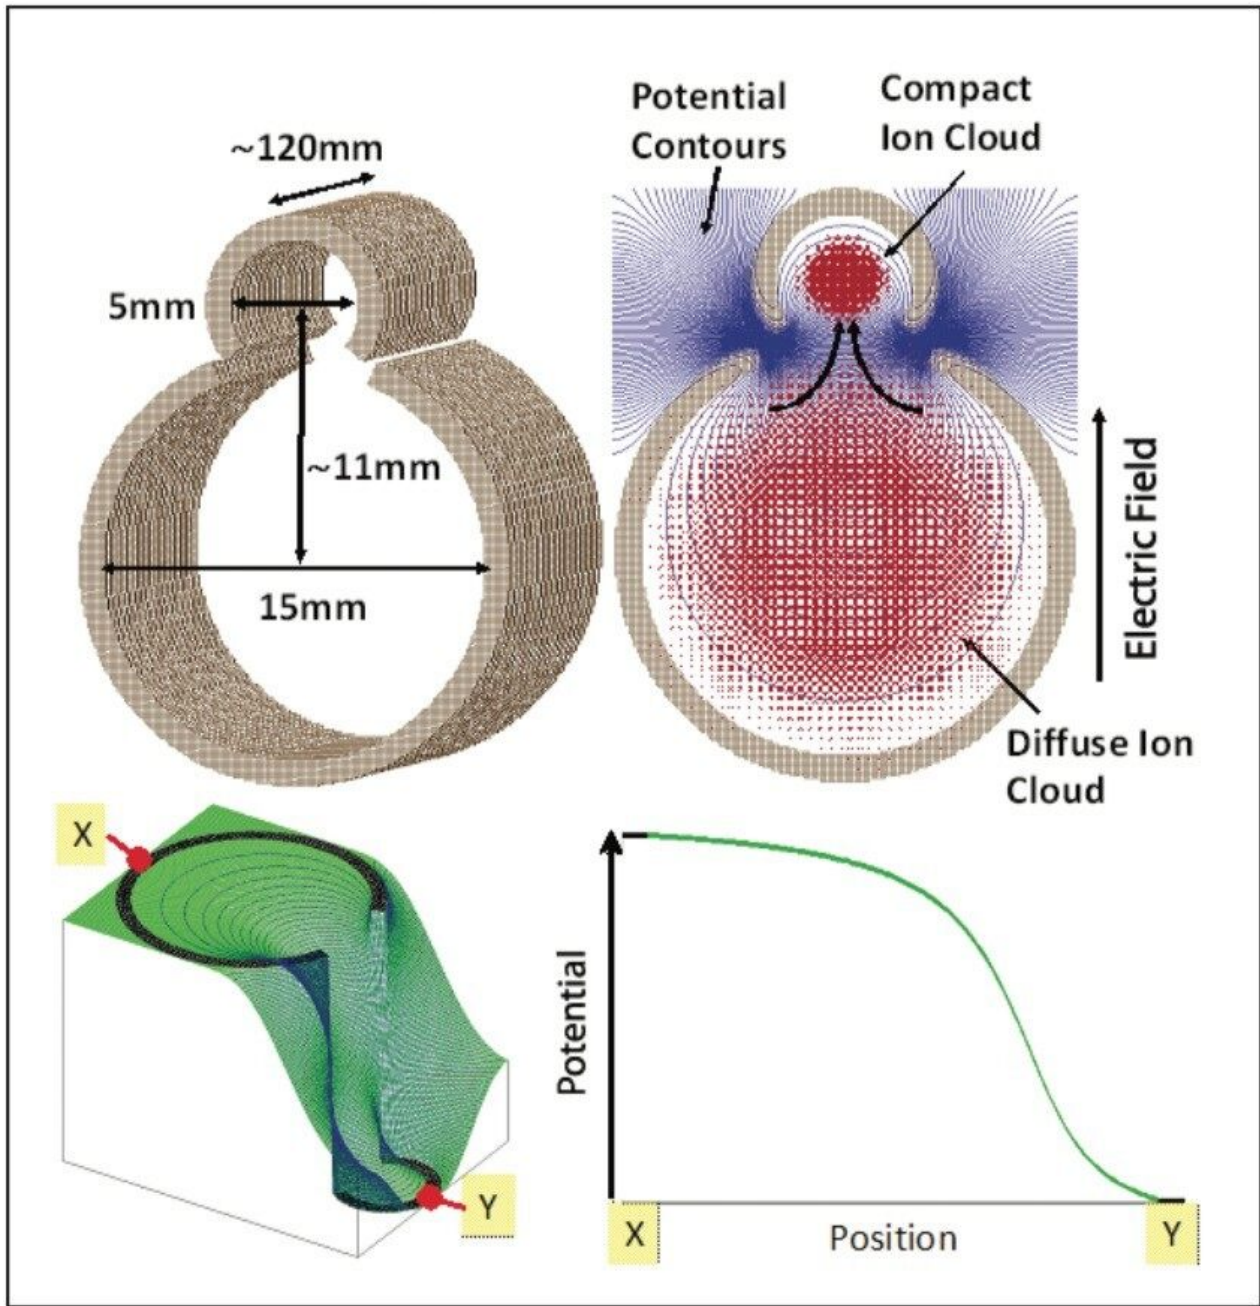 ~120mm
5mm
~11mm
15mm
Potential
Contours
Compact
Ion Cloud
Electric Field
Diffuse Ion
Cloud
X
Y
Potential
X
Position
Y